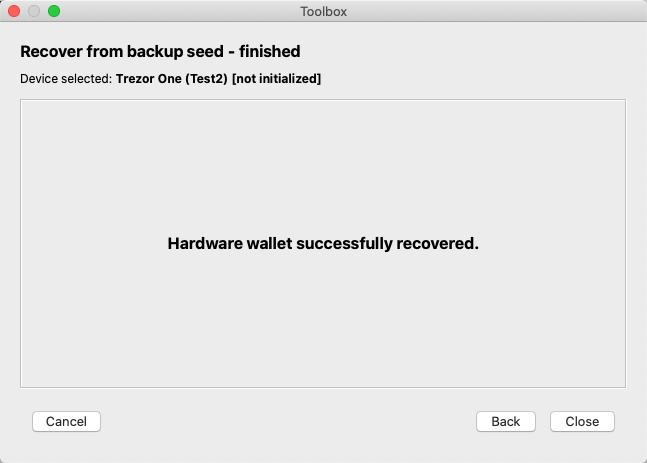 Toolbox
Recover from backup seed - finished
Device selected: Trezor One (Test2) [not initialized]
Hardware wallet successfully recovered.
Cancel
Back
Close